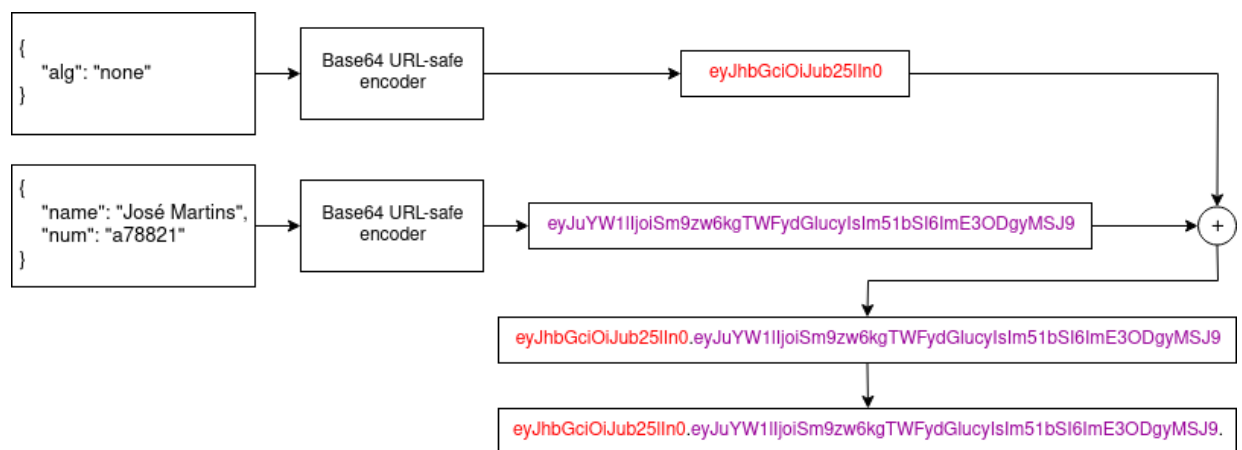 {
"alg": "none"
}
Base64 URL-safe
encoder
eyJhbGciOiJub25lIn0
{
"name": "José Martins",
"num": "a78821"
}
Base64 URL-safe
encoder
eyJuYW1lIjoiSm9zw6kgTWFydGlucyIsIm51bSI6ImE3ODgyMSJ9
+
eyJhbGciOiJub25lIn0.eyJuYW1lIjoiSm9zw6kgTWFydGlucyIsIm51bSI6ImE3ODgyMSJ9
eyJhbGciOiJub25lIn0.eyJuYW1lIjoiSm9zw6kgTWFydGlucyIsIm51bSI6ImE3ODgyMSJ9.